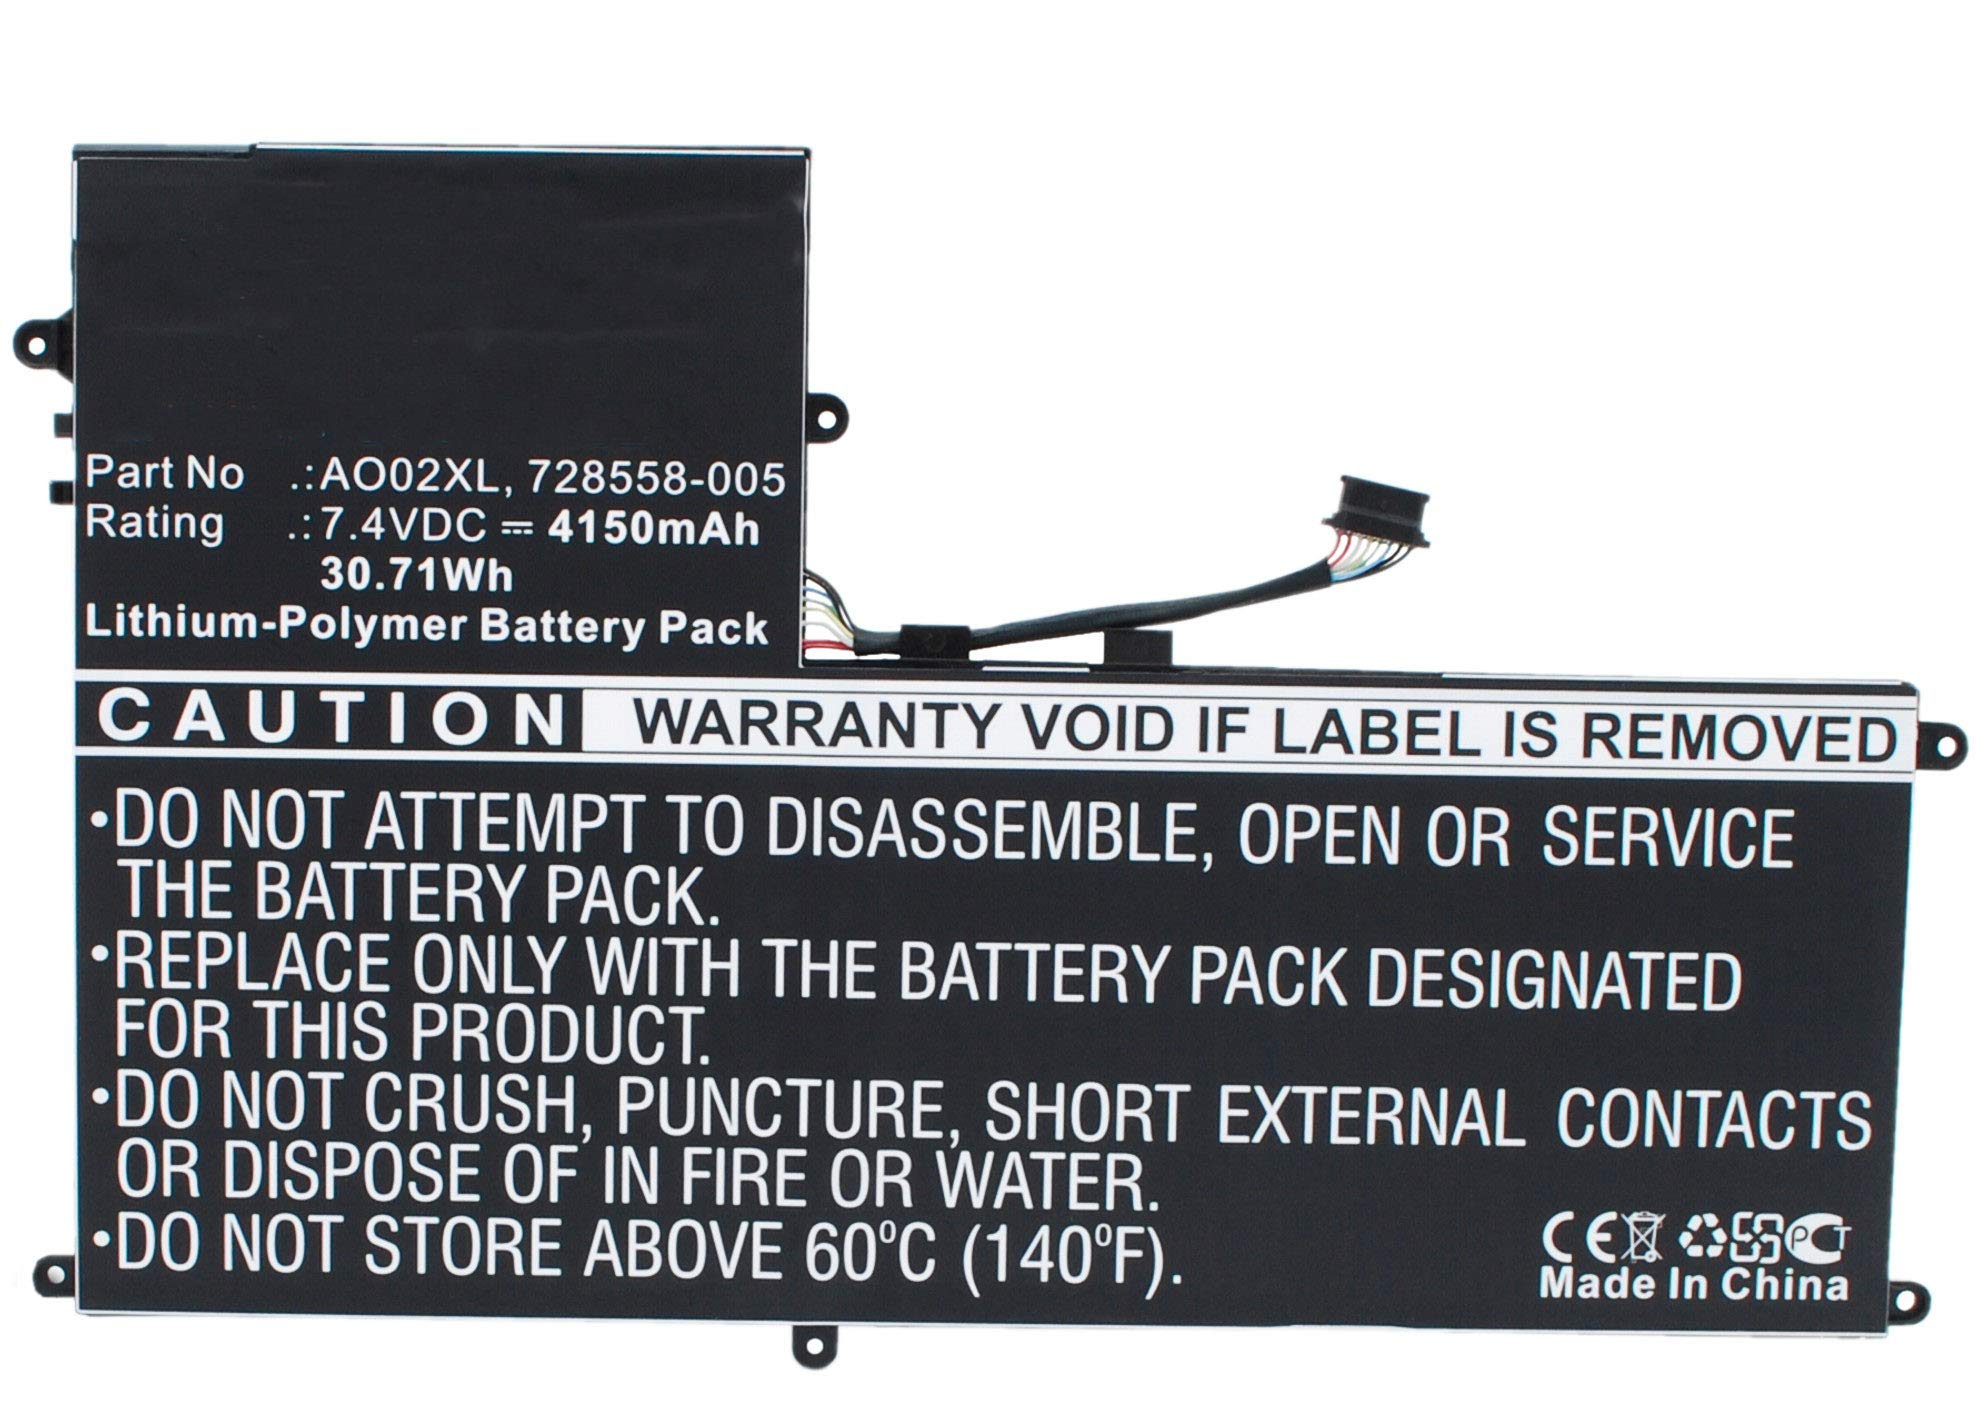 Part No .:AO02XL, 728558-005
Rating .:7.4VDC ⎓ 4150mAh
30.71Wh
Lithium-Polymer Battery Pack
CAUTION WARRANTY VOID IF LABEL IS REMOVED
•DO NOT ATTEMPT TO DISASSEMBLE, OPEN OR SERVICE
THE BATTERY PACK.
•REPLACE ONLY WITH THE BATTERY PACK DESIGNATED
FOR THIS PRODUCT.
•DO NOT CRUSH, PUNCTURE, SHORT EXTERNAL CONTACTS
OR DISPOSE OF IN FIRE OR WATER.
•DO NOT STORE ABOVE 60ºC (140ºF).
CE PCT
Made In China